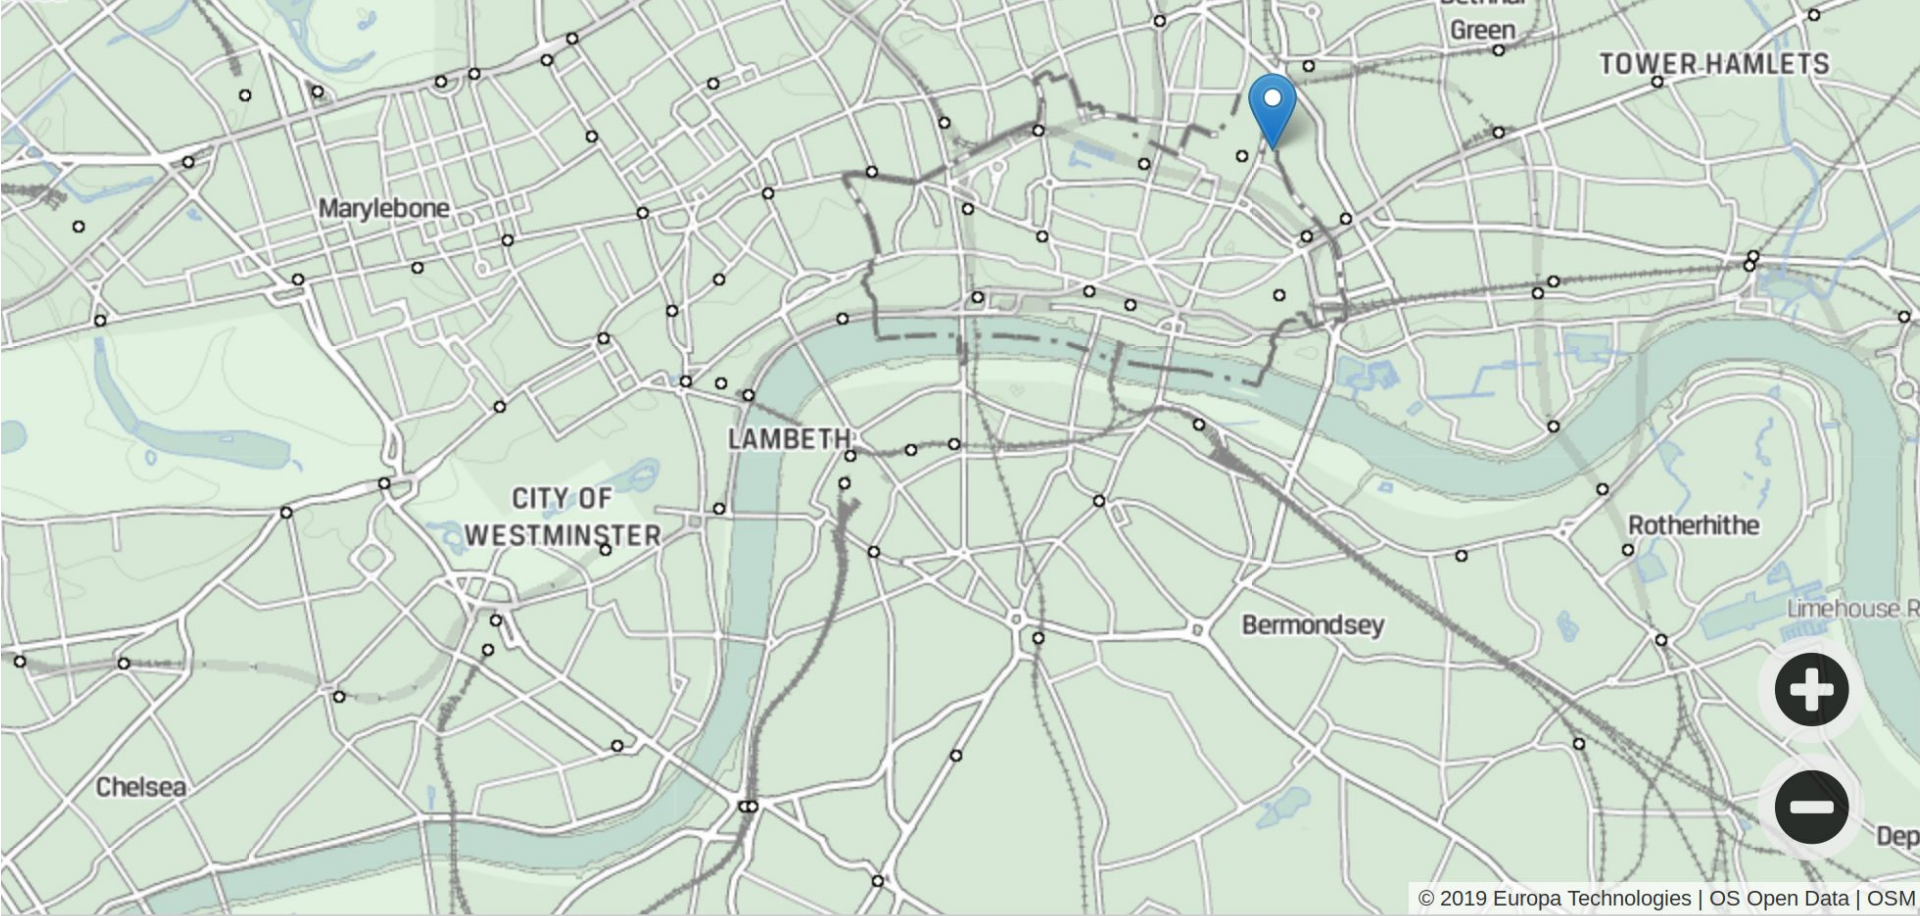 Green
TOWER HAMLETS
Marylebone
LAMBETH
CITY OF
WESTMINSTER
Rotherhithe
Limehouse R
Bermondsey
Chelsea
Dep
© 2019 Europa Technologies | OS Open Data | OSM